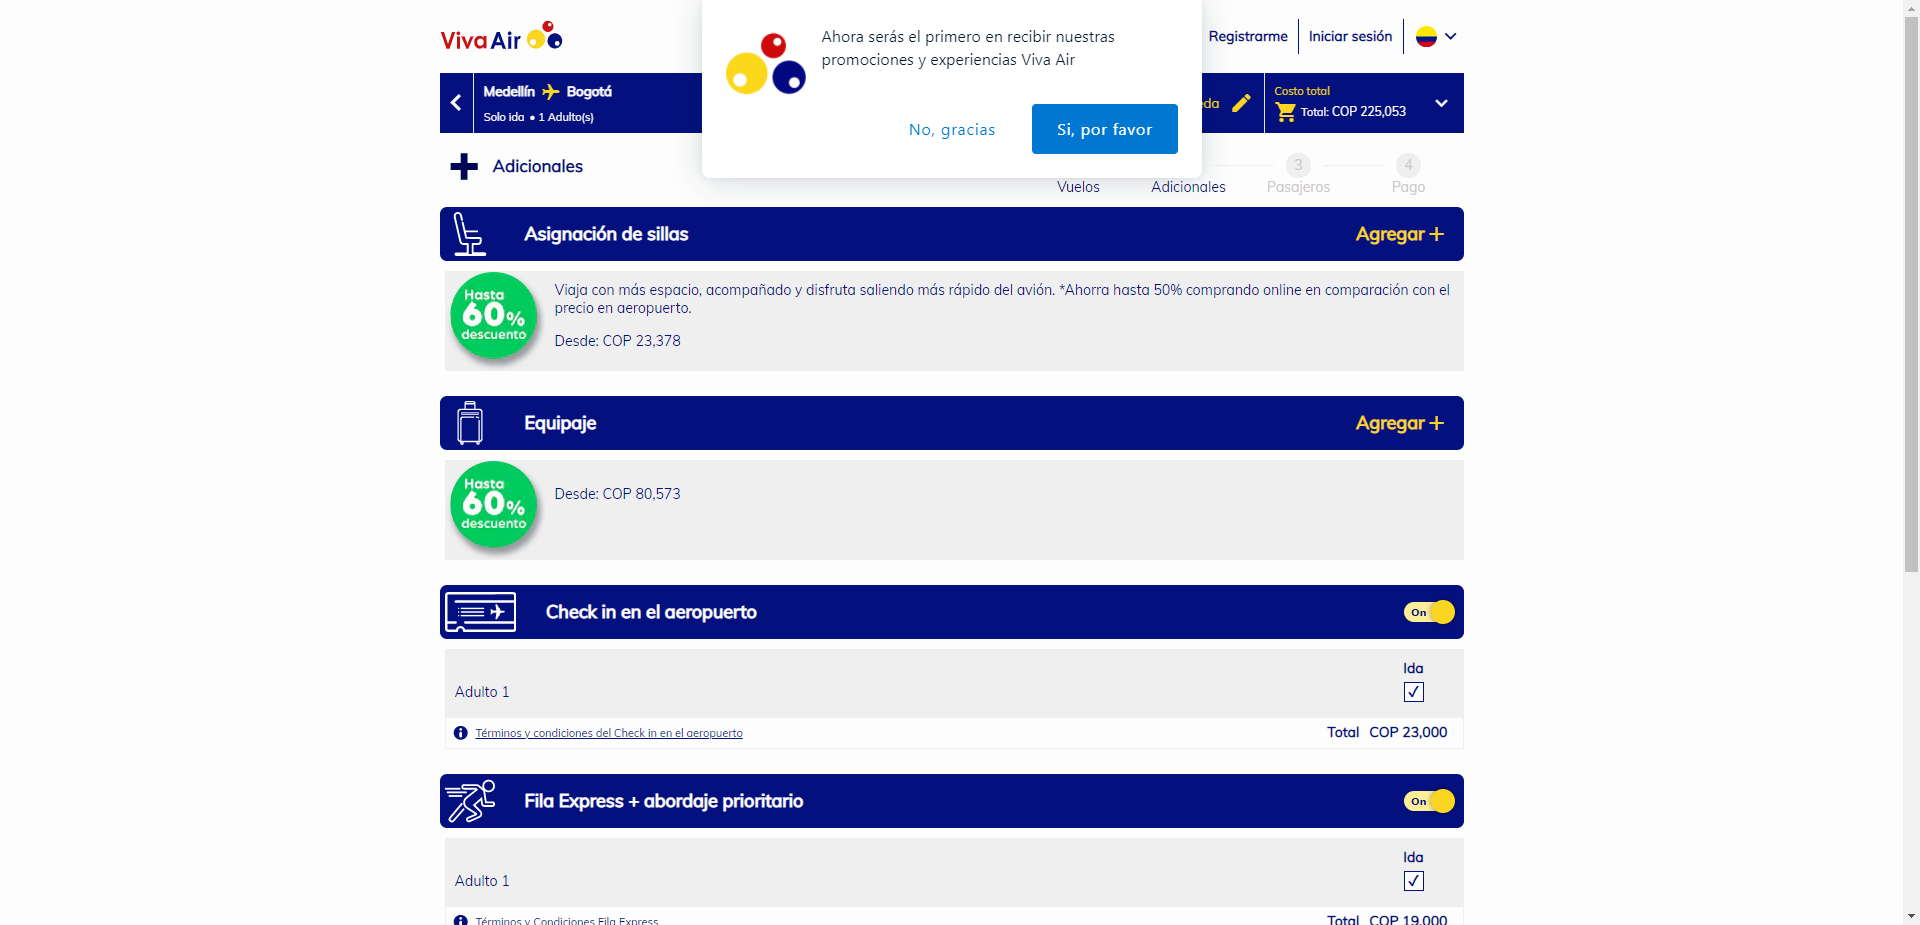 Viva Air
Ahora serás el primero en recibir nuestras
promociones y experiencias Viva Air
No, gracias
Si, por favor
Registrarme
Iniciar sesión
Medellín Bogotá
Solo ida • 1 Adulto(s)
Costo total
Total: COP 225,053
Adicionales
3
4
Vuelos
Adicionales
Pasajeros
Pago
Asignación de sillas
Agregar +
Hasta
60%
descuento
Viaja con más espacio, acompañado y disfruta saliendo más rápido del avión. *Ahorra hasta 50% comprando online en comparación con el
precio en aeropuerto.
Desde: COP 23,378
Equipaje
Agregar +
Hasta
60%
descuento
Desde: COP 80,573
Check in en el aeropuerto
On
Ida
Adulto 1
Términos y condiciones del Check in en el aeropuerto
Total COP 23,000
Fila Express + abordaje prioritario
On
Ida
Adulto 1
Términos y Condiciones Fila Express
Total COP 19,000